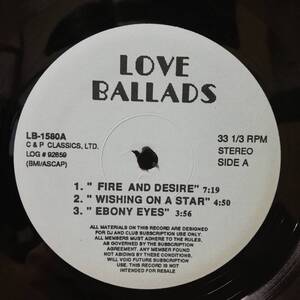 LOVE
BALLADS
LB-1580A
C & P CLASSICS, LTD.
LOG # 92659
(BMI/ASCAP)
33 1/3 RPM
STEREO
SIDE A
1. " FIRE AND DESIRE" 7:19
2. " WISHING ON A STAR" 4:50
3. " EBONY EYES" 3:56
ALL MATERIALS ON THIS RECORD ARE DESIGNED
FOR DJ AND CLUB SUBSCRIPTION USE ONLY.
ALL MEMBERS MUST ADHERE TO THE RULES,
AS GOVERNED BY THE SUBSCRIPTION
AGREEMENT. ANY MEMBER FOUND
NOT ABIDING BY THESE CONDITIONS,
WILL VOID FUTURE SUBSCRIPTION
USE. THIS RECORD IS NOT
INTENDED FOR RESALE